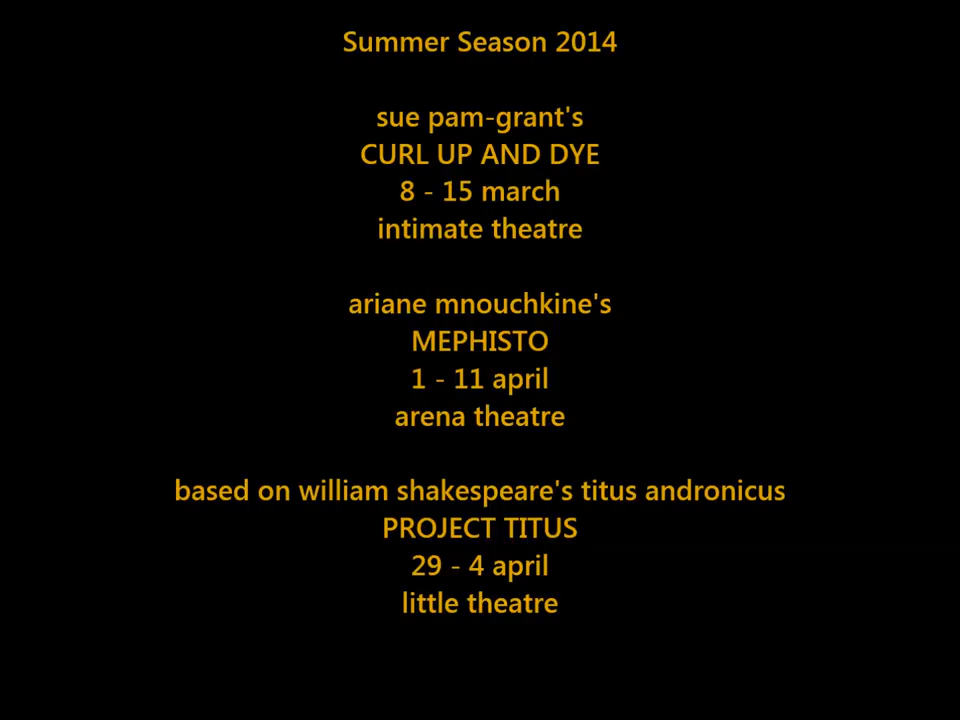 Summer Season 2014
sue pam-grant's
CURL UP AND DYE
8 - 15 march
intimate theatre
ariane mnouchkine's
MEPHISTO
1 - 11 april
arena theatre
based on william shakespeare's titus andronicus
PROJECT TITUS
29 - 4 april
little theatre